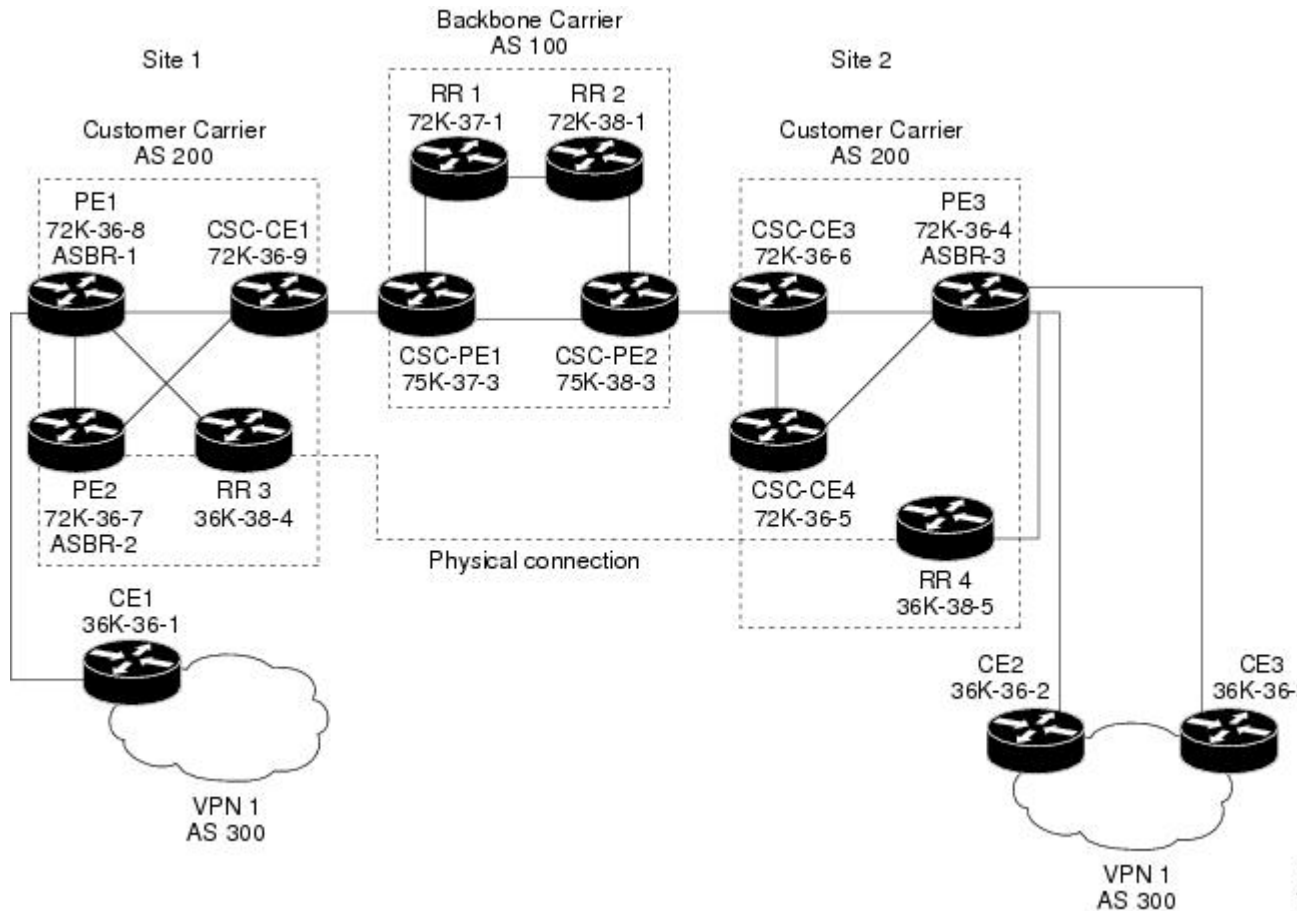 Backbone Carrier
AS 100
Site 1
Site 2
RR 1
72K-37-1
RR 2
72K-38-1
Customer Carrier
AS 200
Customer Carrier
AS 200
PE1
72K-36-8
ASBR-1
CSC-CE1
72K-36-9
CSC-CE3
72K-36-6
PE3
72K-36-4
ASBR-3
CSC-PE1
75K-37-3
CSC-PE2
75K-38-3
PE2
72K-36-7
ASBR-2
RR 3
36K-38-4
CSC-CE4
72K-36-5
Physical connection
RR 4
36K-38-5
CE1
36K-36-1
CE2
36K-36-2
CE3
36K-36-
VPN 1
AS 300
VPN 1
AS 300